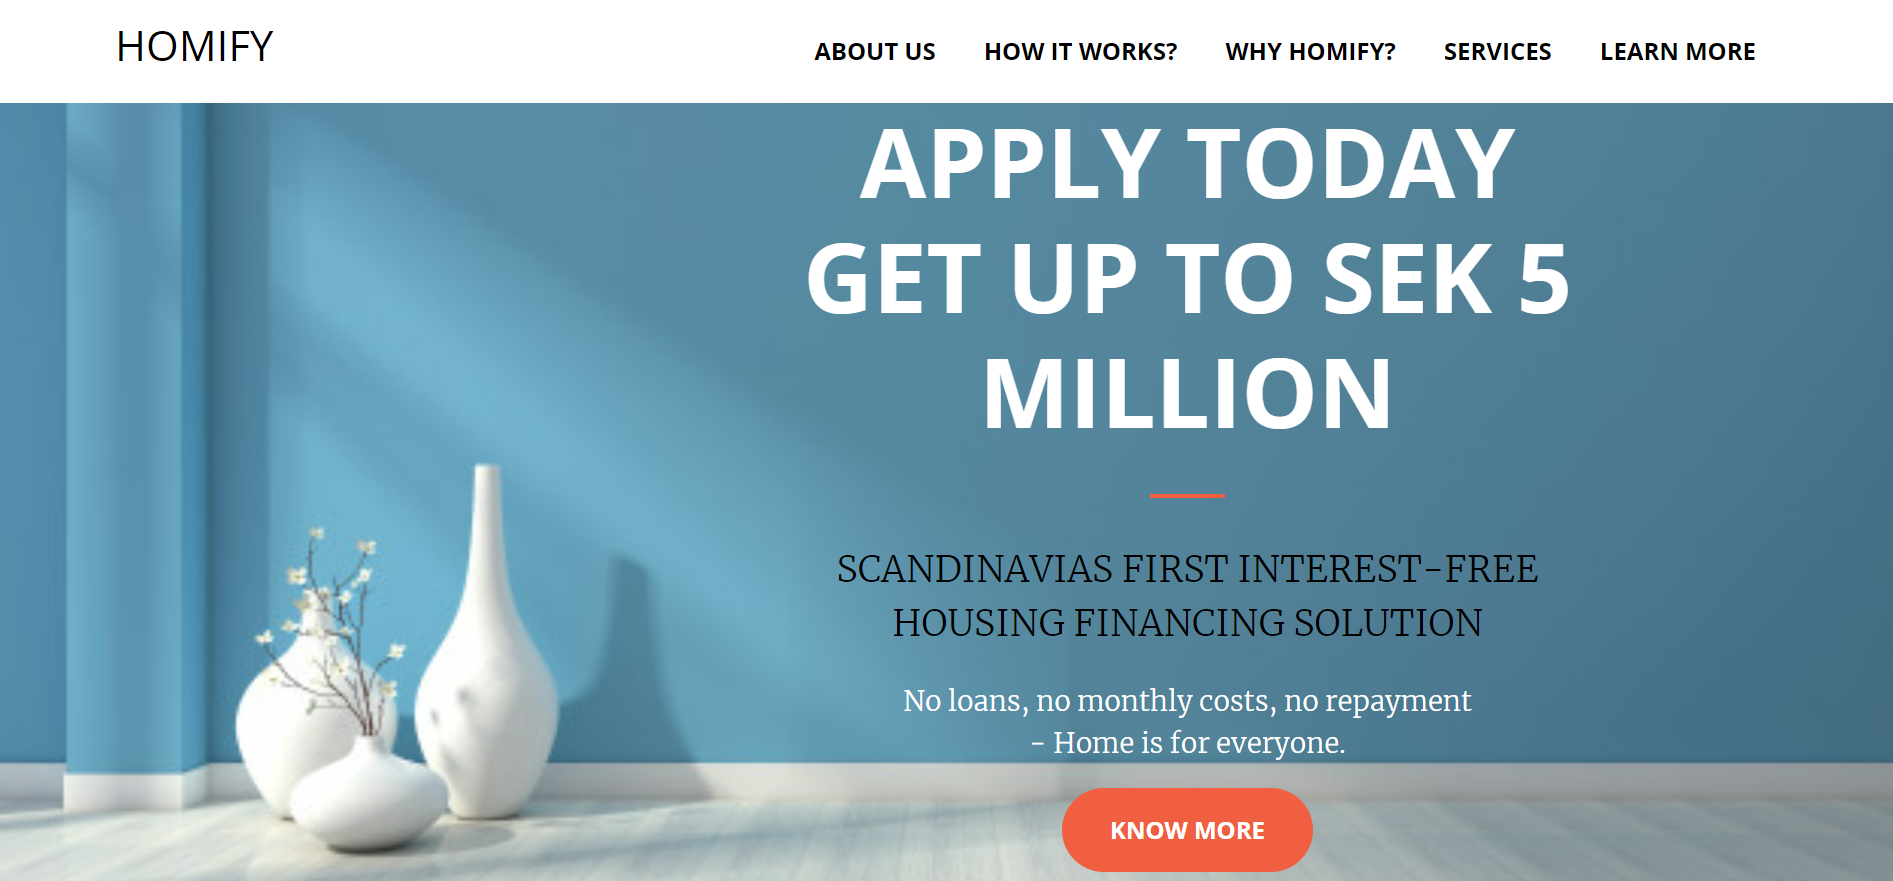 HOMIFY
ABOUT US HOW IT WORKS? WHY HOMIFY? SERVICES LEARN MORE
APPLY TODAY
GET UP TO SEK 5
MILLION
SCANDINAVIAS FIRST INTEREST-FREE
HOUSING FINANCING SOLUTION
No loans, no monthly costs, no repayment
- Home is for everyone.
KNOW MORE